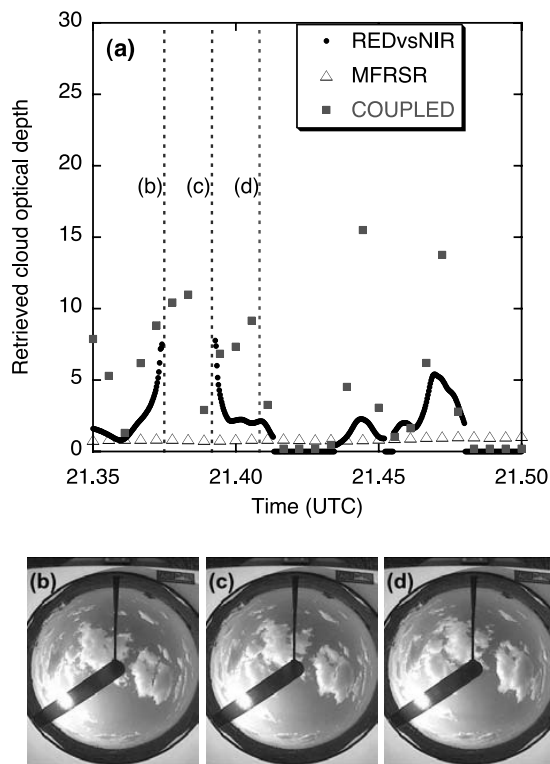 30
25
20
15
10
5
0
Retrieved cloud optical depth
(a)
REDvsNIR
MFRSR
COUPLED
(b)
(c)
(d)
21.35
21.40
21.45
21.50
Time (UTC)
(b)
(c)
(d)